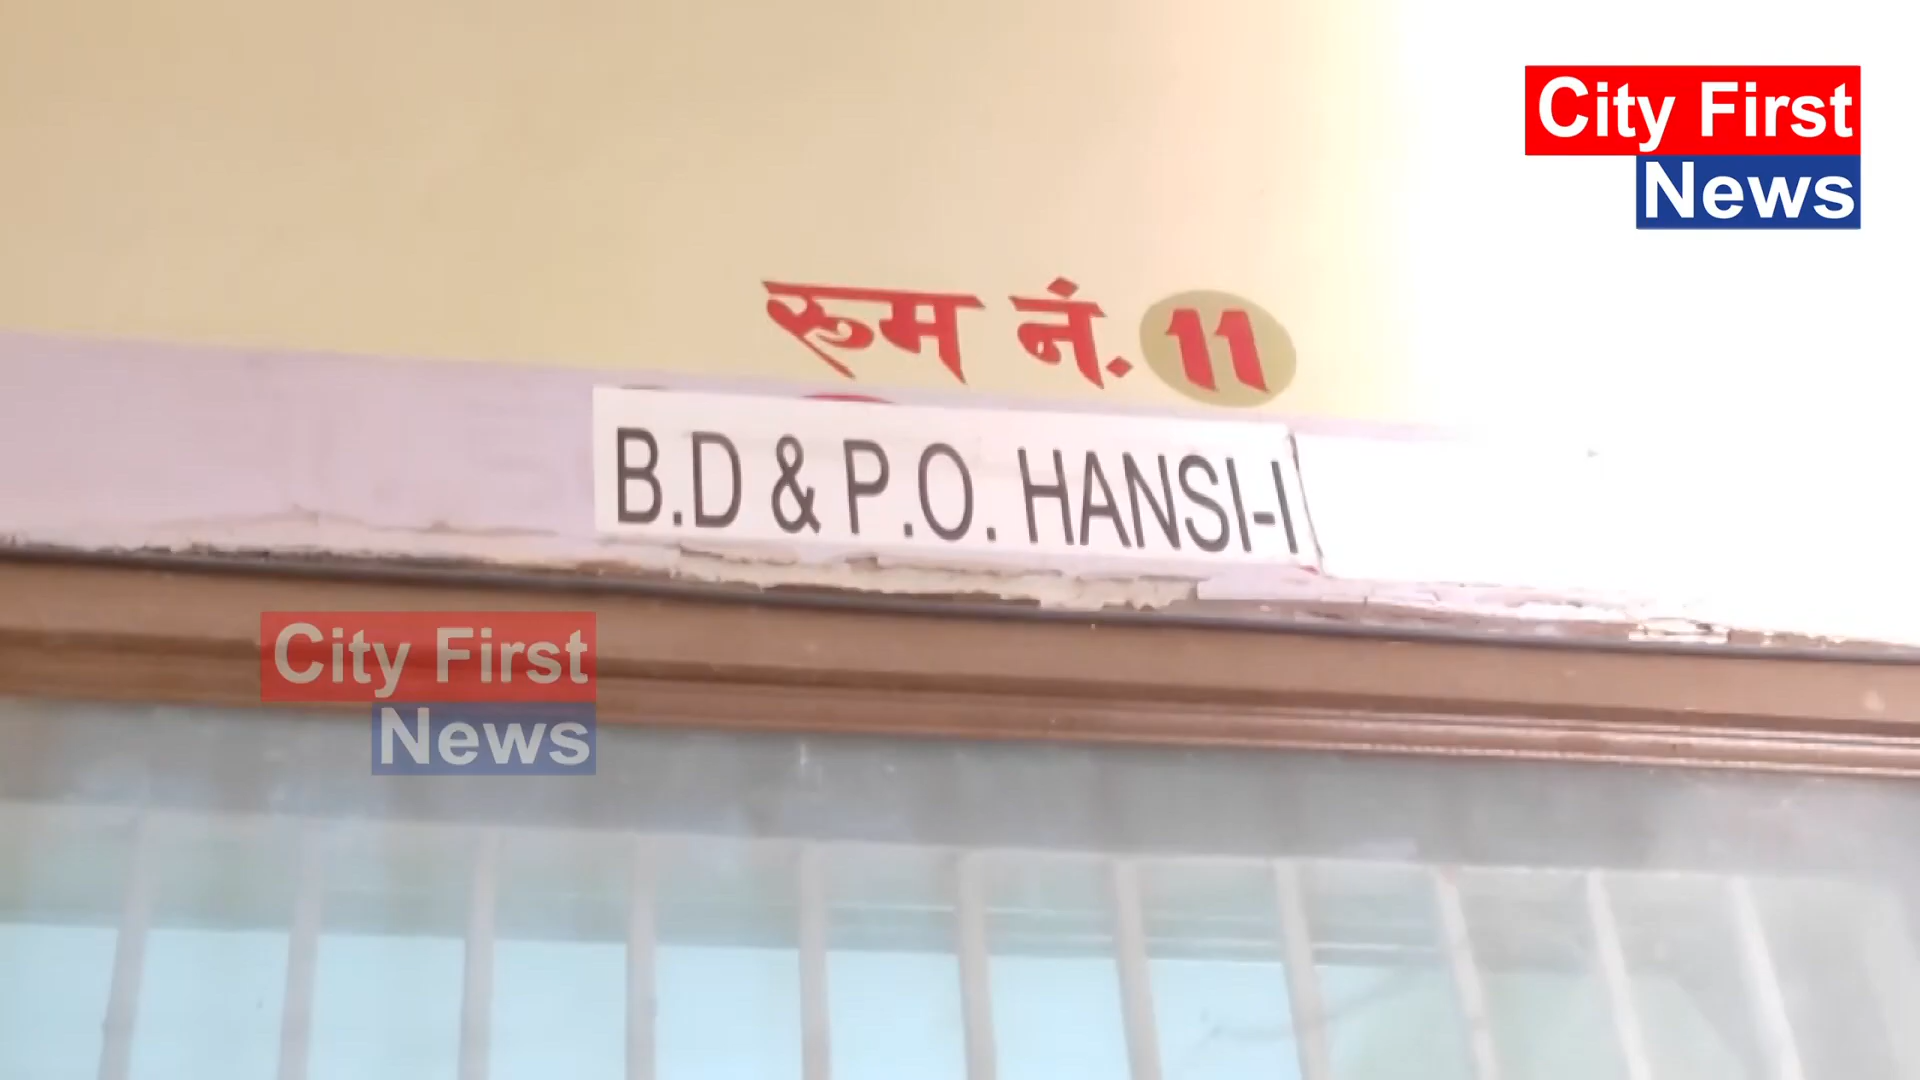 City First
News
रूम नं. 11
B.D & P.O. HANSI-I
City First
News